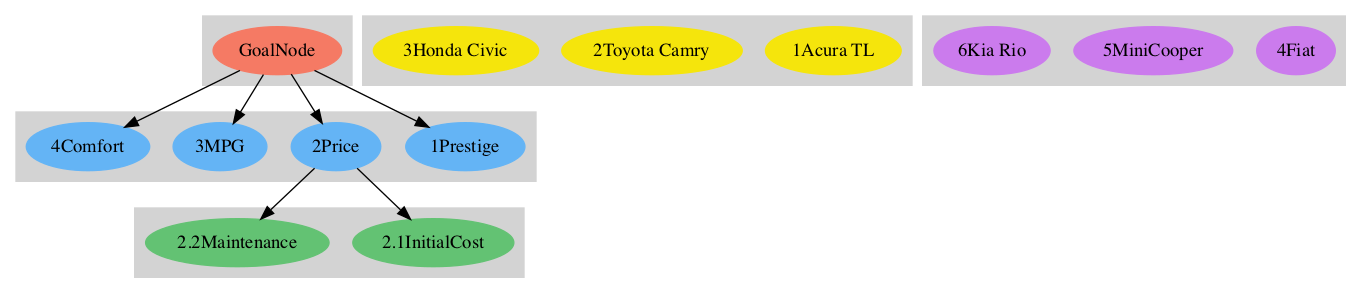 GoalNode
3Honda Civic
2Toyota Camry
1Acura TL
6Kia Rio
5MiniCooper
4Fiat
4Comfort
3MPG
2Price
1Prestige
2.2Maintenance
2.1InitialCost